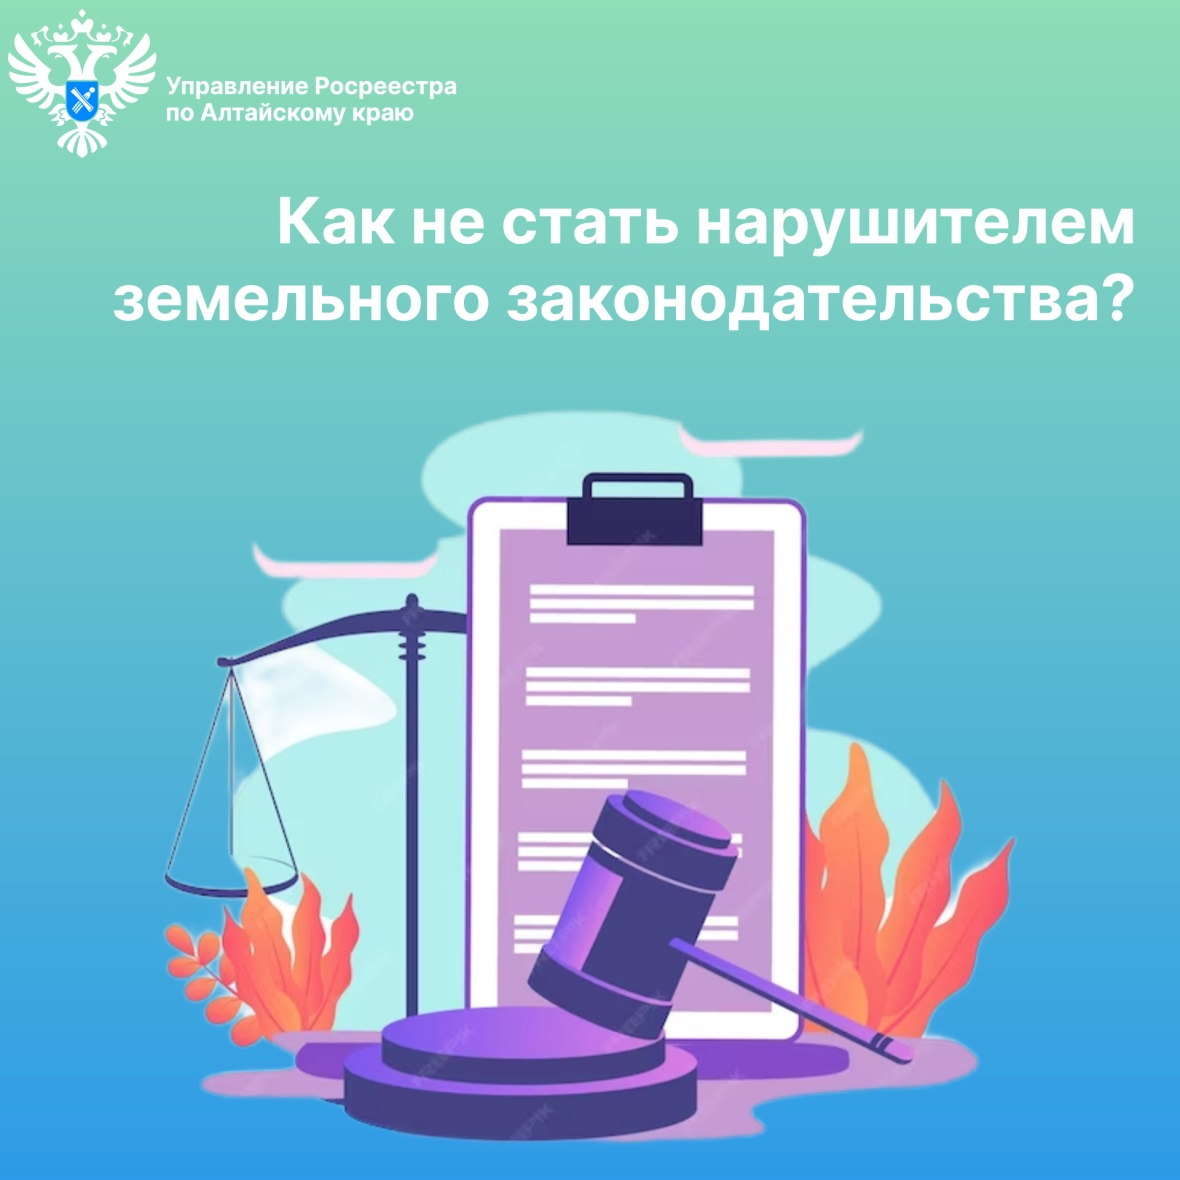 Управление Росреестра
по Алтайскому краю
Как не стать нарушителем
земельного законодательства?